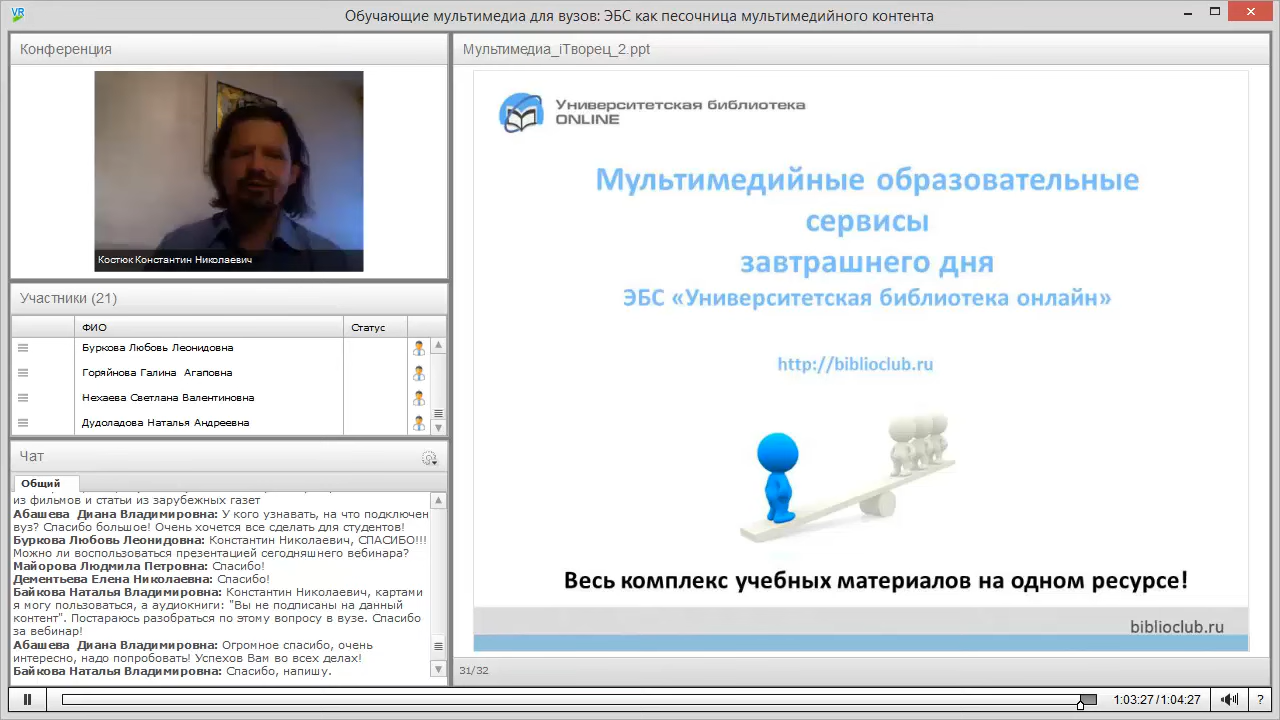 VR
Обучающие мультимедиа для вузов: ЭБС как песочница мультимедийного контента
Конференция
Костюк Константин Николаевич
Участники (21)
ФИО
Статус
Буркова Любовь Леонидовна
Горяйнова Галина Агаповна
Нехаева Светлана Валентиновна
Дудоладова Наталья Андреевна
Чат
Общий
из фильмов и статьи из зарубежных газет
Абашева Диана Владимировна: У кого узнавать, на что подключен
вуз? Спасибо большое! Очень хочется все сделать для студентов!
Буркова Любовь Леонидовна: Константин Николаевич, СПАСИБО!!!
Можно ли воспользоваться презентацией сегодняшнего вебинара?
Майорова Людмила Петровна: Спасибо!
Дементьева Елена Николаевна: Спасибо!
Байкова Наталья Владимировна: Константин Николаевич, картами
я могу пользоваться, а аудиокниги: "Вы не подписаны на данный
контент". Постараюсь разобраться по этому вопросу в вузе. Спасибо
за вебинар!
Абашева Диана Владимировна: Огромное спасибо, очень
интересно, надо попробовать! Успехов Вам во всех делах!
Байкова Наталья Владимировна: Спасибо, напишу.
Мультимедиа_iТворец_2.ppt
Университетская библиотека
ONLINE
Мультимедийные образовательные
сервисы
завтрашнего дня
ЭБС «Университетская библиотека онлайн»
http://biblioclub.ru
Весь комплекс учебных материалов на одном ресурсе!
biblioclub.ru
31/32
1:03:27/1:04:27
?